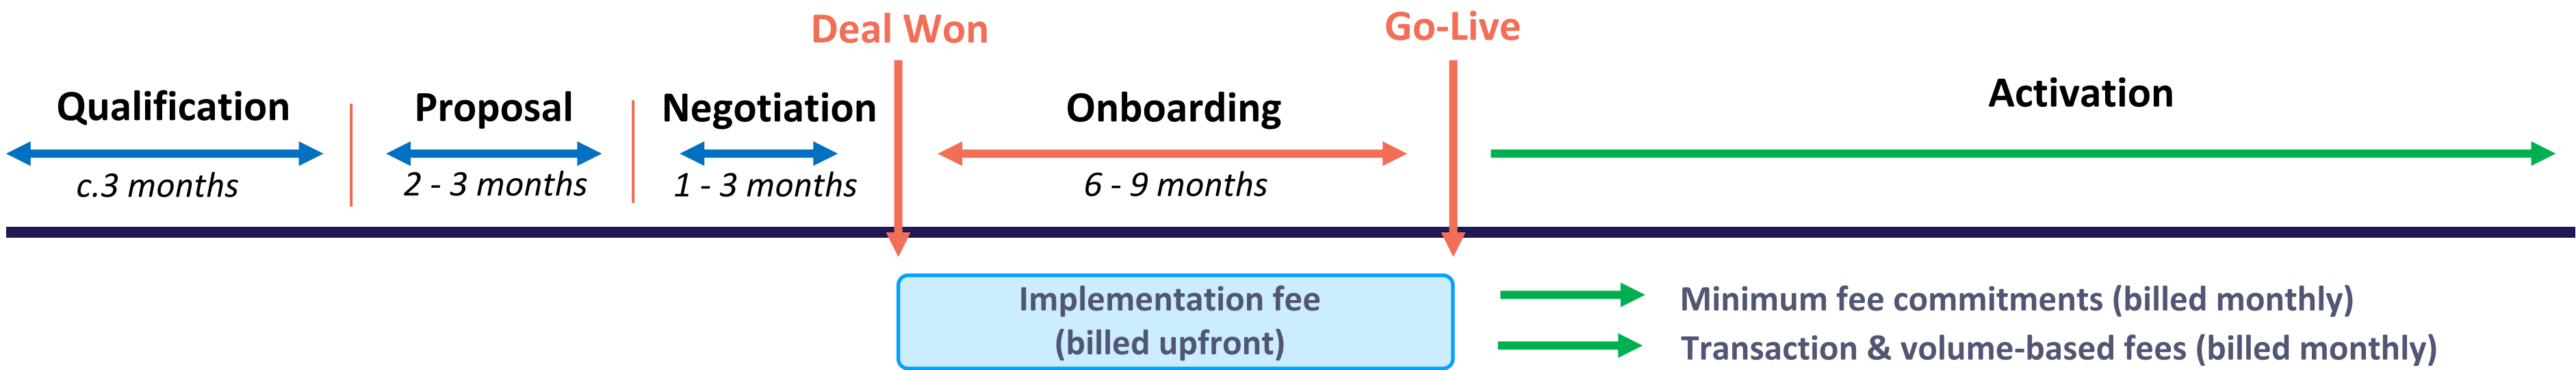 Deal Won
Go-Live
Qualification
Proposal
Negotiation
Onboarding
Activation
c.3 months
2 - 3 months
1 - 3 months
6 - 9 months
Implementation fee
(billed upfront)
Minimum fee commitments (billed monthly)
Transaction & volume-based fees (billed monthly)